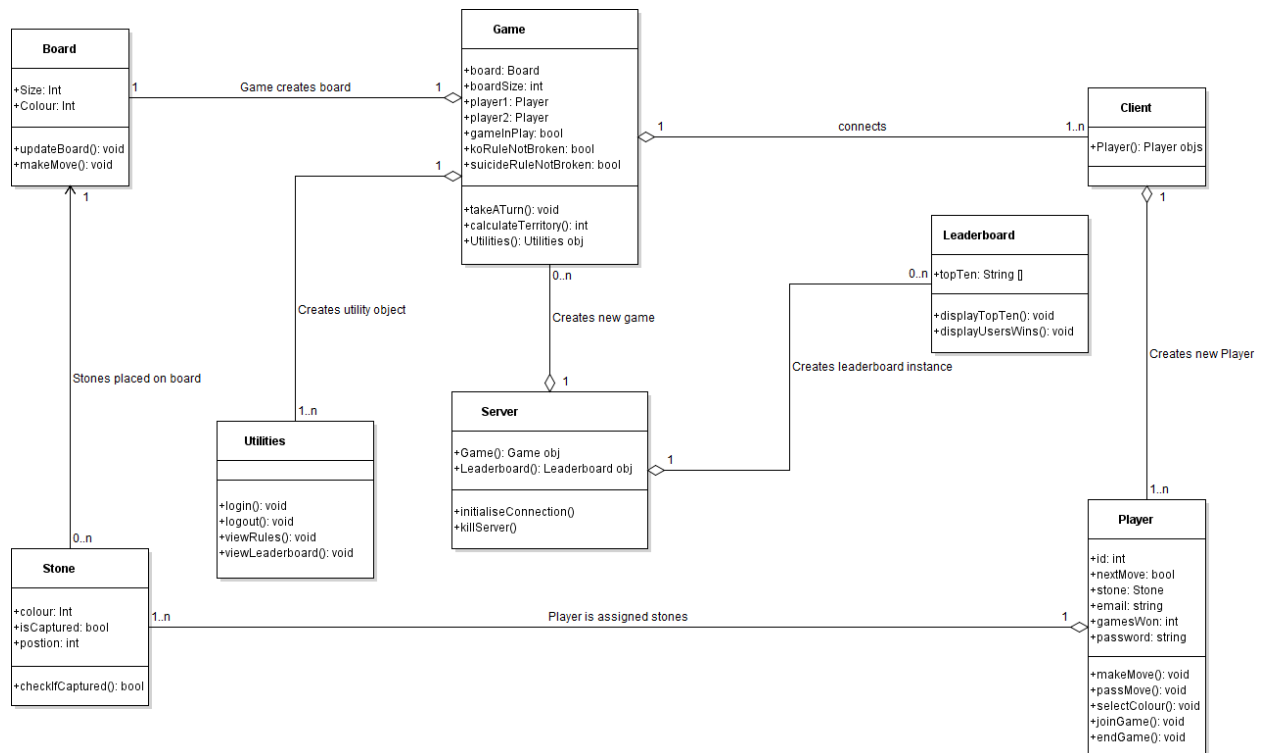 Board
+Size: Int
+Colour: Int
+updateBoard(): void
+makeMove(): void
1
Game creates board
1
Game
+board: Board
+boardSize: int
+player1: Player
+player2: Player
+gameInPlay: bool
+koRuleNotBroken: bool
+suicideRuleNotBroken: bool
+takeATurn(): void
+calculateTerritory(): int
+Utilities(): Utilities obj
1
connects
1..n
Client
+Player(): Player objs
1
1
1
Creates utility object
1..n
0..n
Creates new game
1
Leaderboard
+topTen: String []
+displayTopTen(): void
+displayUsersWins(): void
0..n
Creates leaderboard instance
1
Creates new Player
1..n
Stones placed on board
0..n
Utilities
+login(): void
+logout(): void
+viewRules(): void
+viewLeaderboard(): void
Server
+Game(): Game obj
+Leaderboard(): Leaderboard obj
+initialiseConnection()
+killServer()
Stone
+colour: Int
+isCaptured: bool
+postion: int
+checkIfCaptured(): bool
1..n
Player is assigned stones
1
Player
+id: int
+nextMove: bool
+stone: Stone
+email: string
+gamesWon: int
+password: string
+makeMove(): void
+passMove(): void
+selectColour(): void
+joinGame(): void
+endGame(): void